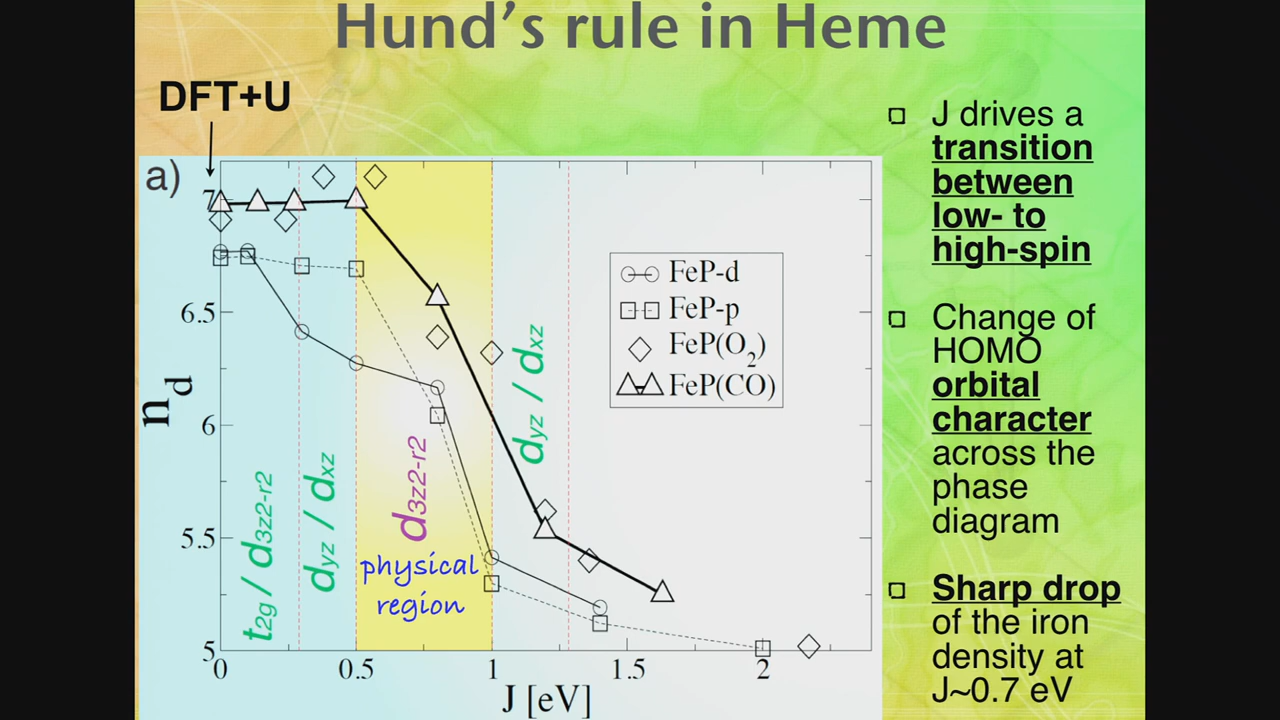 Hund's rule in Heme
DFT+U
a)
7
6.5
6
5.5
5
n_d
0
0.5
1
1.5
2
J [eV]
t2g / d3z2-r2
dyz / dxz
d3z2-r2
physical
region
dyz / dxz
FeP-d
FeP-p
FeP(O2)
FeP(CO)
J drives a
transition
between
low- to
high-spin
Change of
HOMO
orbital
character
across the
phase
diagram
Sharp drop
of the iron
density at
J~0.7 eV